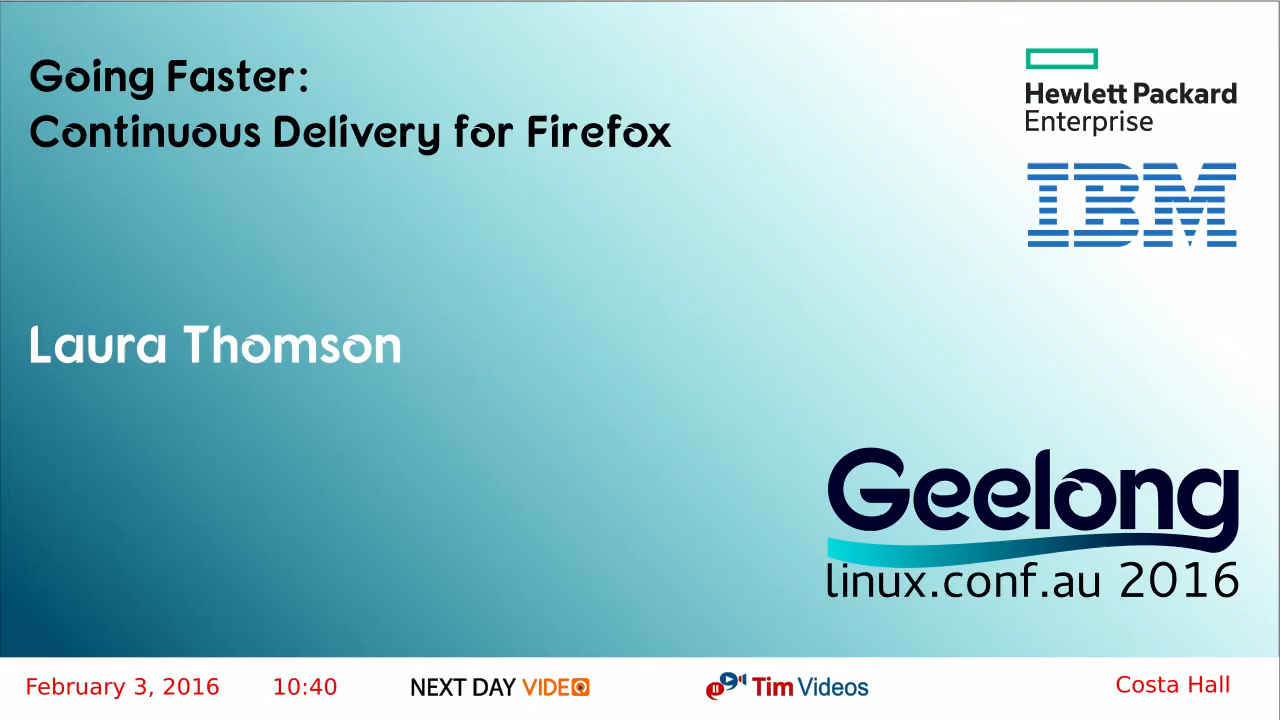 Going Faster:
Continuous Delivery for Firefox
Hewlett Packard
Enterprise
IBM
Laura Thomson
Geelong
linux.conf.au 2016
February 3, 2016 10:40 NEXT DAY VIDEO Tim Videos Costa Hall